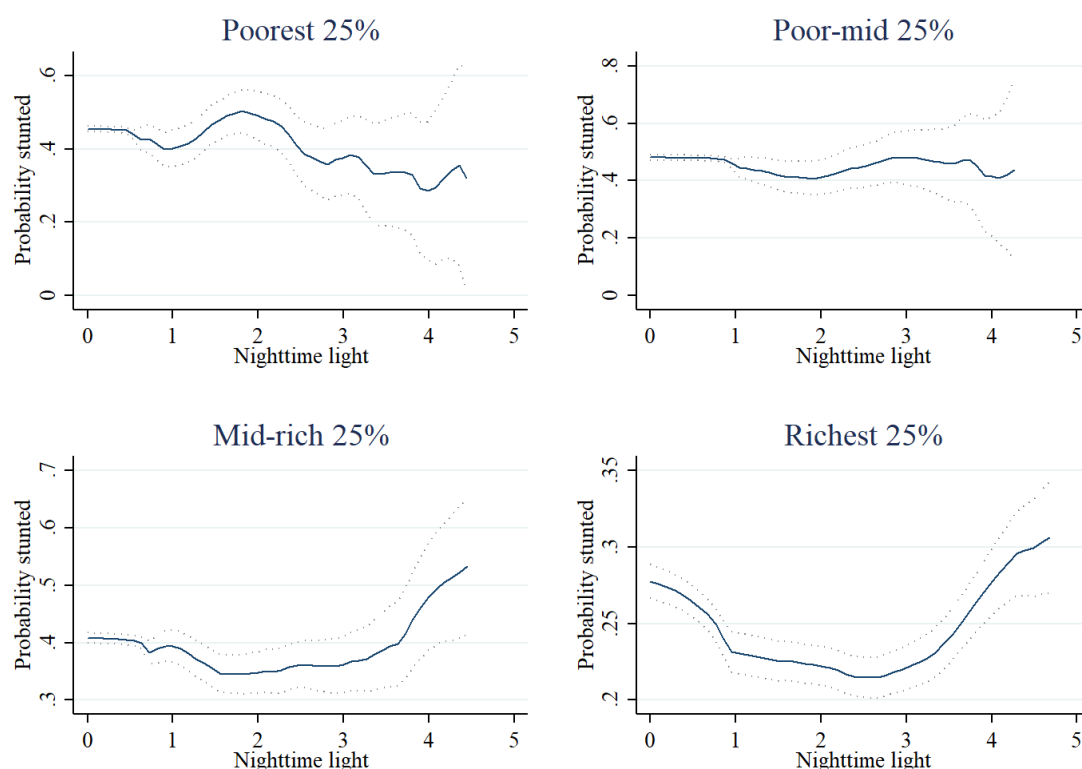 Poorest 25%
Probability stunted
.6
.4
.2
0
0 1 2 3 4 5
Nighttime light
Poor-mid 25%
Probability stunted
.8
.6
.4
.2
0
0 1 2 3 4 5
Nighttime light
Mid-rich 25%
Probability stunted
.7
.6
.5
.4
.3
0 1 2 3 4 5
Nighttime light
Richest 25%
Probability stunted
.35
.3
.25
.2
0 1 2 3 4 5
Nighttime light